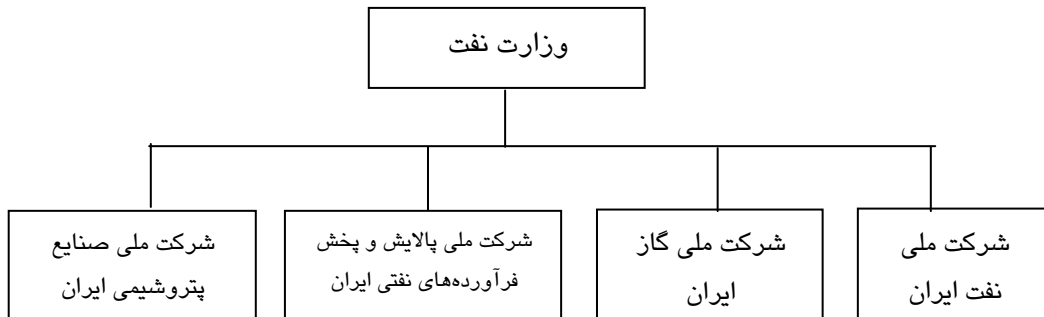 وزارت نفت
شرکت ملی
نفت ایران
شرکت ملی گاز
ایران
شرکت ملی پالایش و پخش
فرآورده‌های نفتی ایران
شرکت ملی صنایع
پتروشیمی ایران